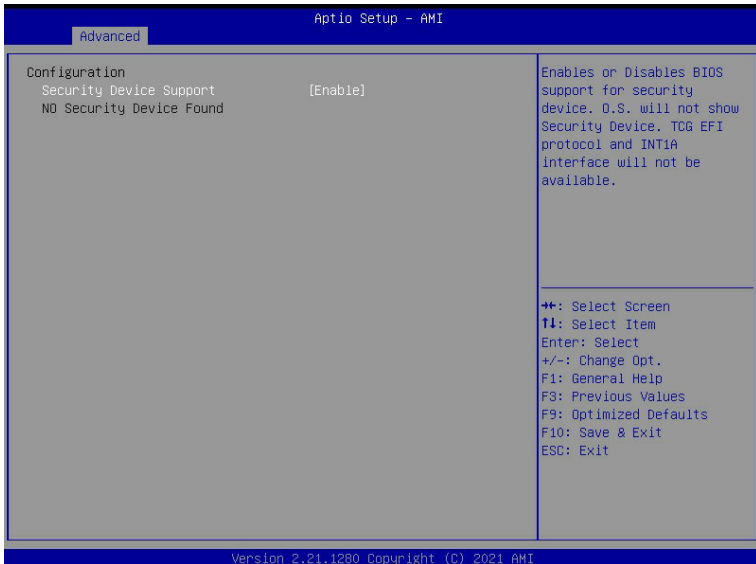 Aptio Setup – AMI
Advanced
Configuration
Security Device Support [Enable]
NO Security Device Found
Enables or Disables BIOS
support for security
device. O.S. will not show
Security Device. TCG EFI
protocol and INT1A
interface will not be
available.
→←: Select Screen
↑↓: Select Item
Enter: Select
+/-: Change Opt.
F1: General Help
F3: Previous Values
F9: Optimized Defaults
F10: Save & Exit
ESC: Exit
Version 2.21.1280 Copyright (C) 2021 AMI